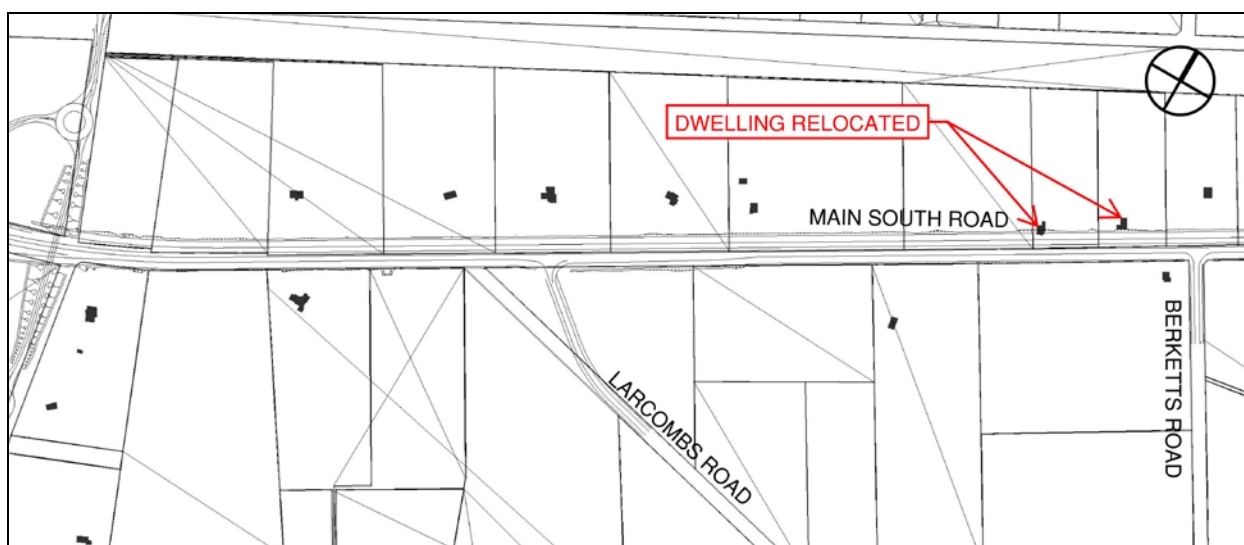 DWELLING RELOCATED
MAIN SOUTH ROAD
LARCOMBS ROAD
BERKETTS ROAD